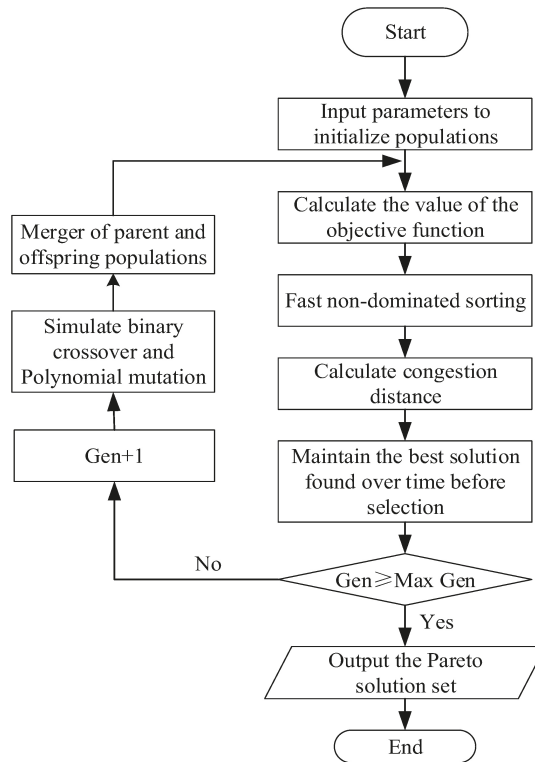 Start
Input parameters to
initialize populations
Calculate the value of the
objective function
Fast non-dominated sorting
Calculate congestion
distance
Maintain the best solution
found over time before
selection
Gen≥Max Gen
No
Yes
Gen+1
Simulate binary
crossover and
Polynomial mutation
Merger of parent and
offspring populations
Output the Pareto
solution set
End